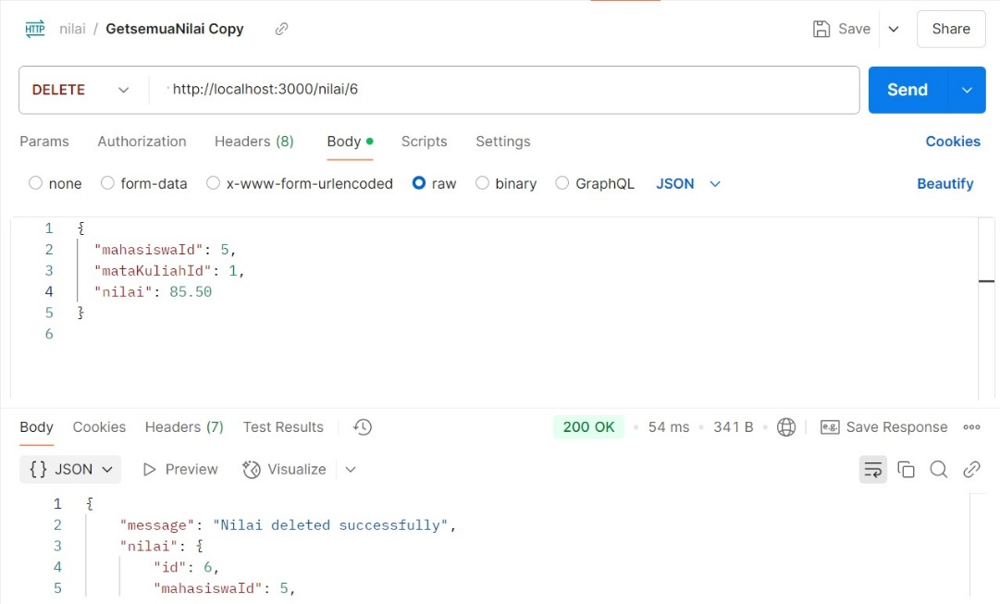 HTTP nilai / GetsemuaNilai Copy Save Share
DELETE http://localhost:3000/nilai/6 Send
Params Authorization Headers (8) Body Scripts Settings Cookies
none form-data x-www-form-urlencoded raw binary GraphQL JSON Beautify
1 {
2 "mahasiswaId": 5,
3 "mataKuliahId": 1,
4 "nilai": 85.50
5 }
6
Body Cookies Headers (7) Test Results 200 OK • 54 ms • 341 B • e.g. Save Response
{} JSON Preview Visualize
1 {
2 "message": "Nilai deleted successfully",
3 "nilai": {
4 "id": 6,
5 "mahasiswaId": 5,